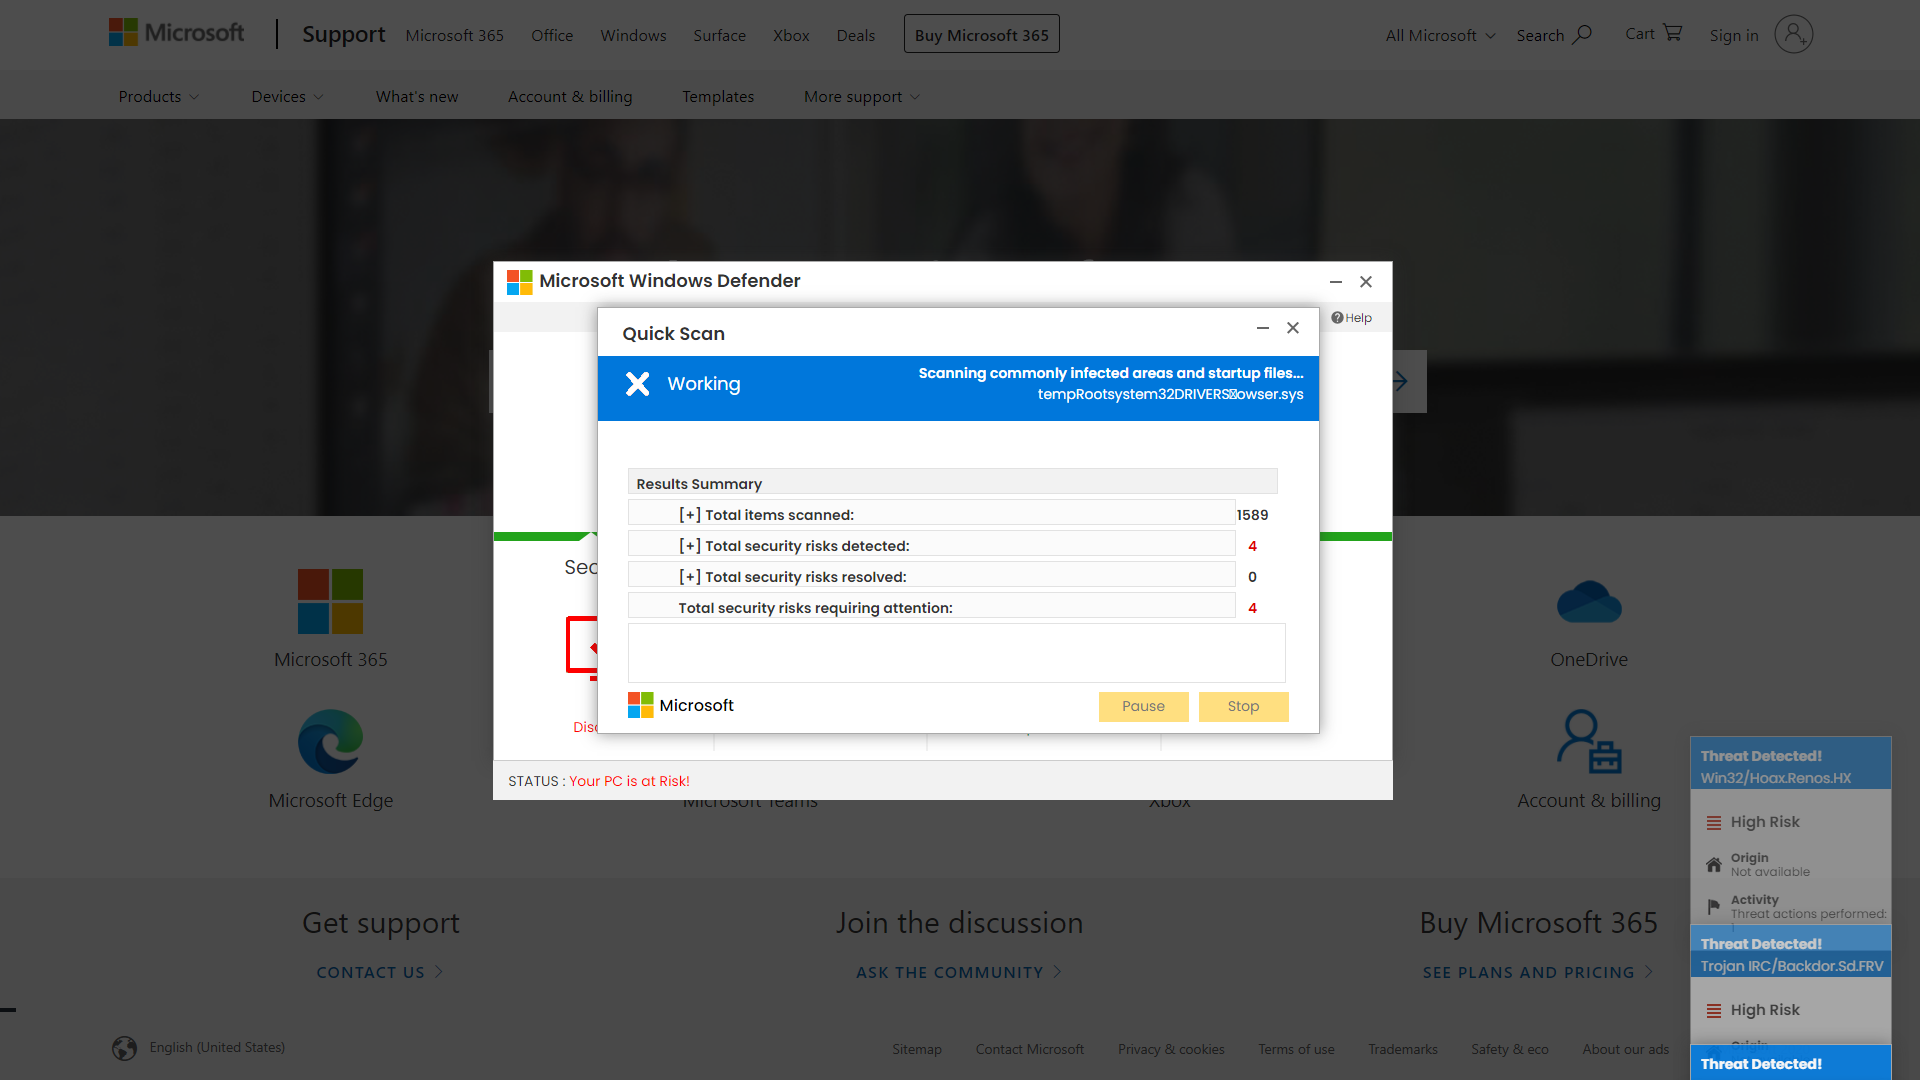 Microsoft
Support
Microsoft 365
Office
Windows
Surface
Xbox
Deals
Buy Microsoft 365
All Microsoft
Search
Cart
Sign in
Products
Devices
What's new
Account & billing
Templates
More support
Microsoft Windows Defender
Help
Quick Scan
Working
Scanning commonly infected areas and startup files...
Results Summary
[+] Total items scanned:
1589
[+] Total security risks detected:
4
[+] Total security risks resolved:
0
Total security risks requiring attention:
4
Microsoft
Pause
Stop
STATUS : Your PC is at Risk!
Microsoft 365
OneDrive
Microsoft Edge
Microsoft Teams
Xbox
Account & billing
Threat Detected!
Win32/Hoax.Renos.HX
High Risk
Origin
Not available
Activity
Threat actions performed:
Threat Detected!
Trojan IRC/Backdor.Sd.FRV
High Risk
Origin
Threat Detected!
Get support
Join the discussion
Buy Microsoft 365
CONTACT US
ASK THE COMMUNITY
SEE PLANS AND PRICING
English (United States)
Sitemap
Contact Microsoft
Privacy & cookies
Terms of use
Trademarks
Safety & eco
About our ads